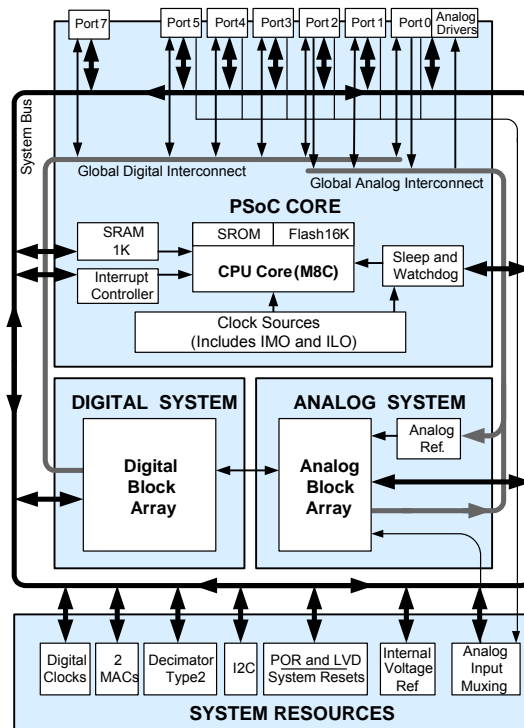 Port 7
Port 5
Port 4
Port 3
Port 2
Port 1
Port 0
Analog
Drivers
System Bus
Global Digital Interconnect
Global Analog Interconnect
PSoC CORE
SRAM
1K
SROM
Flash16K
CPU Core (M8C)
Interrupt
Controller
Sleep and
Watchdog
Clock Sources
(Includes IMO and ILO)
DIGITAL SYSTEM
ANALOG SYSTEM
Digital
Block
Array
Analog
Block
Array
Analog
Ref.
Digital
Clocks
2
MACs
Decimator
Type2
I2C
POR and LVD
System Resets
Internal
Voltage
Ref
Analog
Input
Muxing
SYSTEM RESOURCES